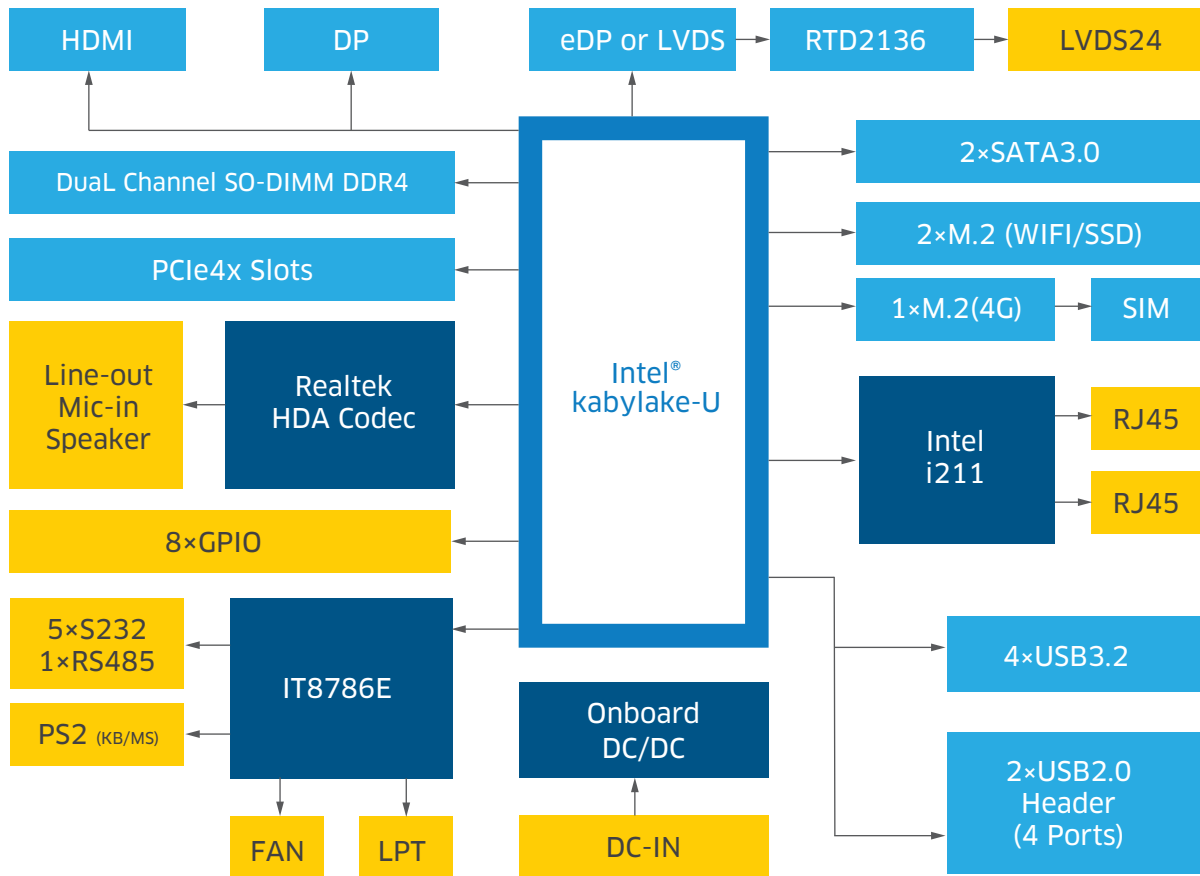 HDMI
DP
eDP or LVDS
RTD2136
LVDS24
DuaL Channel SO-DIMM DDR4
PCIe4x Slots
Line-out
Mic-in
Speaker
Realtek
HDA Codec
8×GPIO
5×S232
1×RS485
PS2 (KB/MS)
IT8786E
FAN
LPT
Intel®
kabylake-U
Onboard
DC/DC
DC-IN
2×SATA3.0
2×M.2 (WIFI/SSD)
1×M.2(4G)
SIM
Intel
i211
RJ45
RJ45
4×USB3.2
2×USB2.0
Header
(4 Ports)